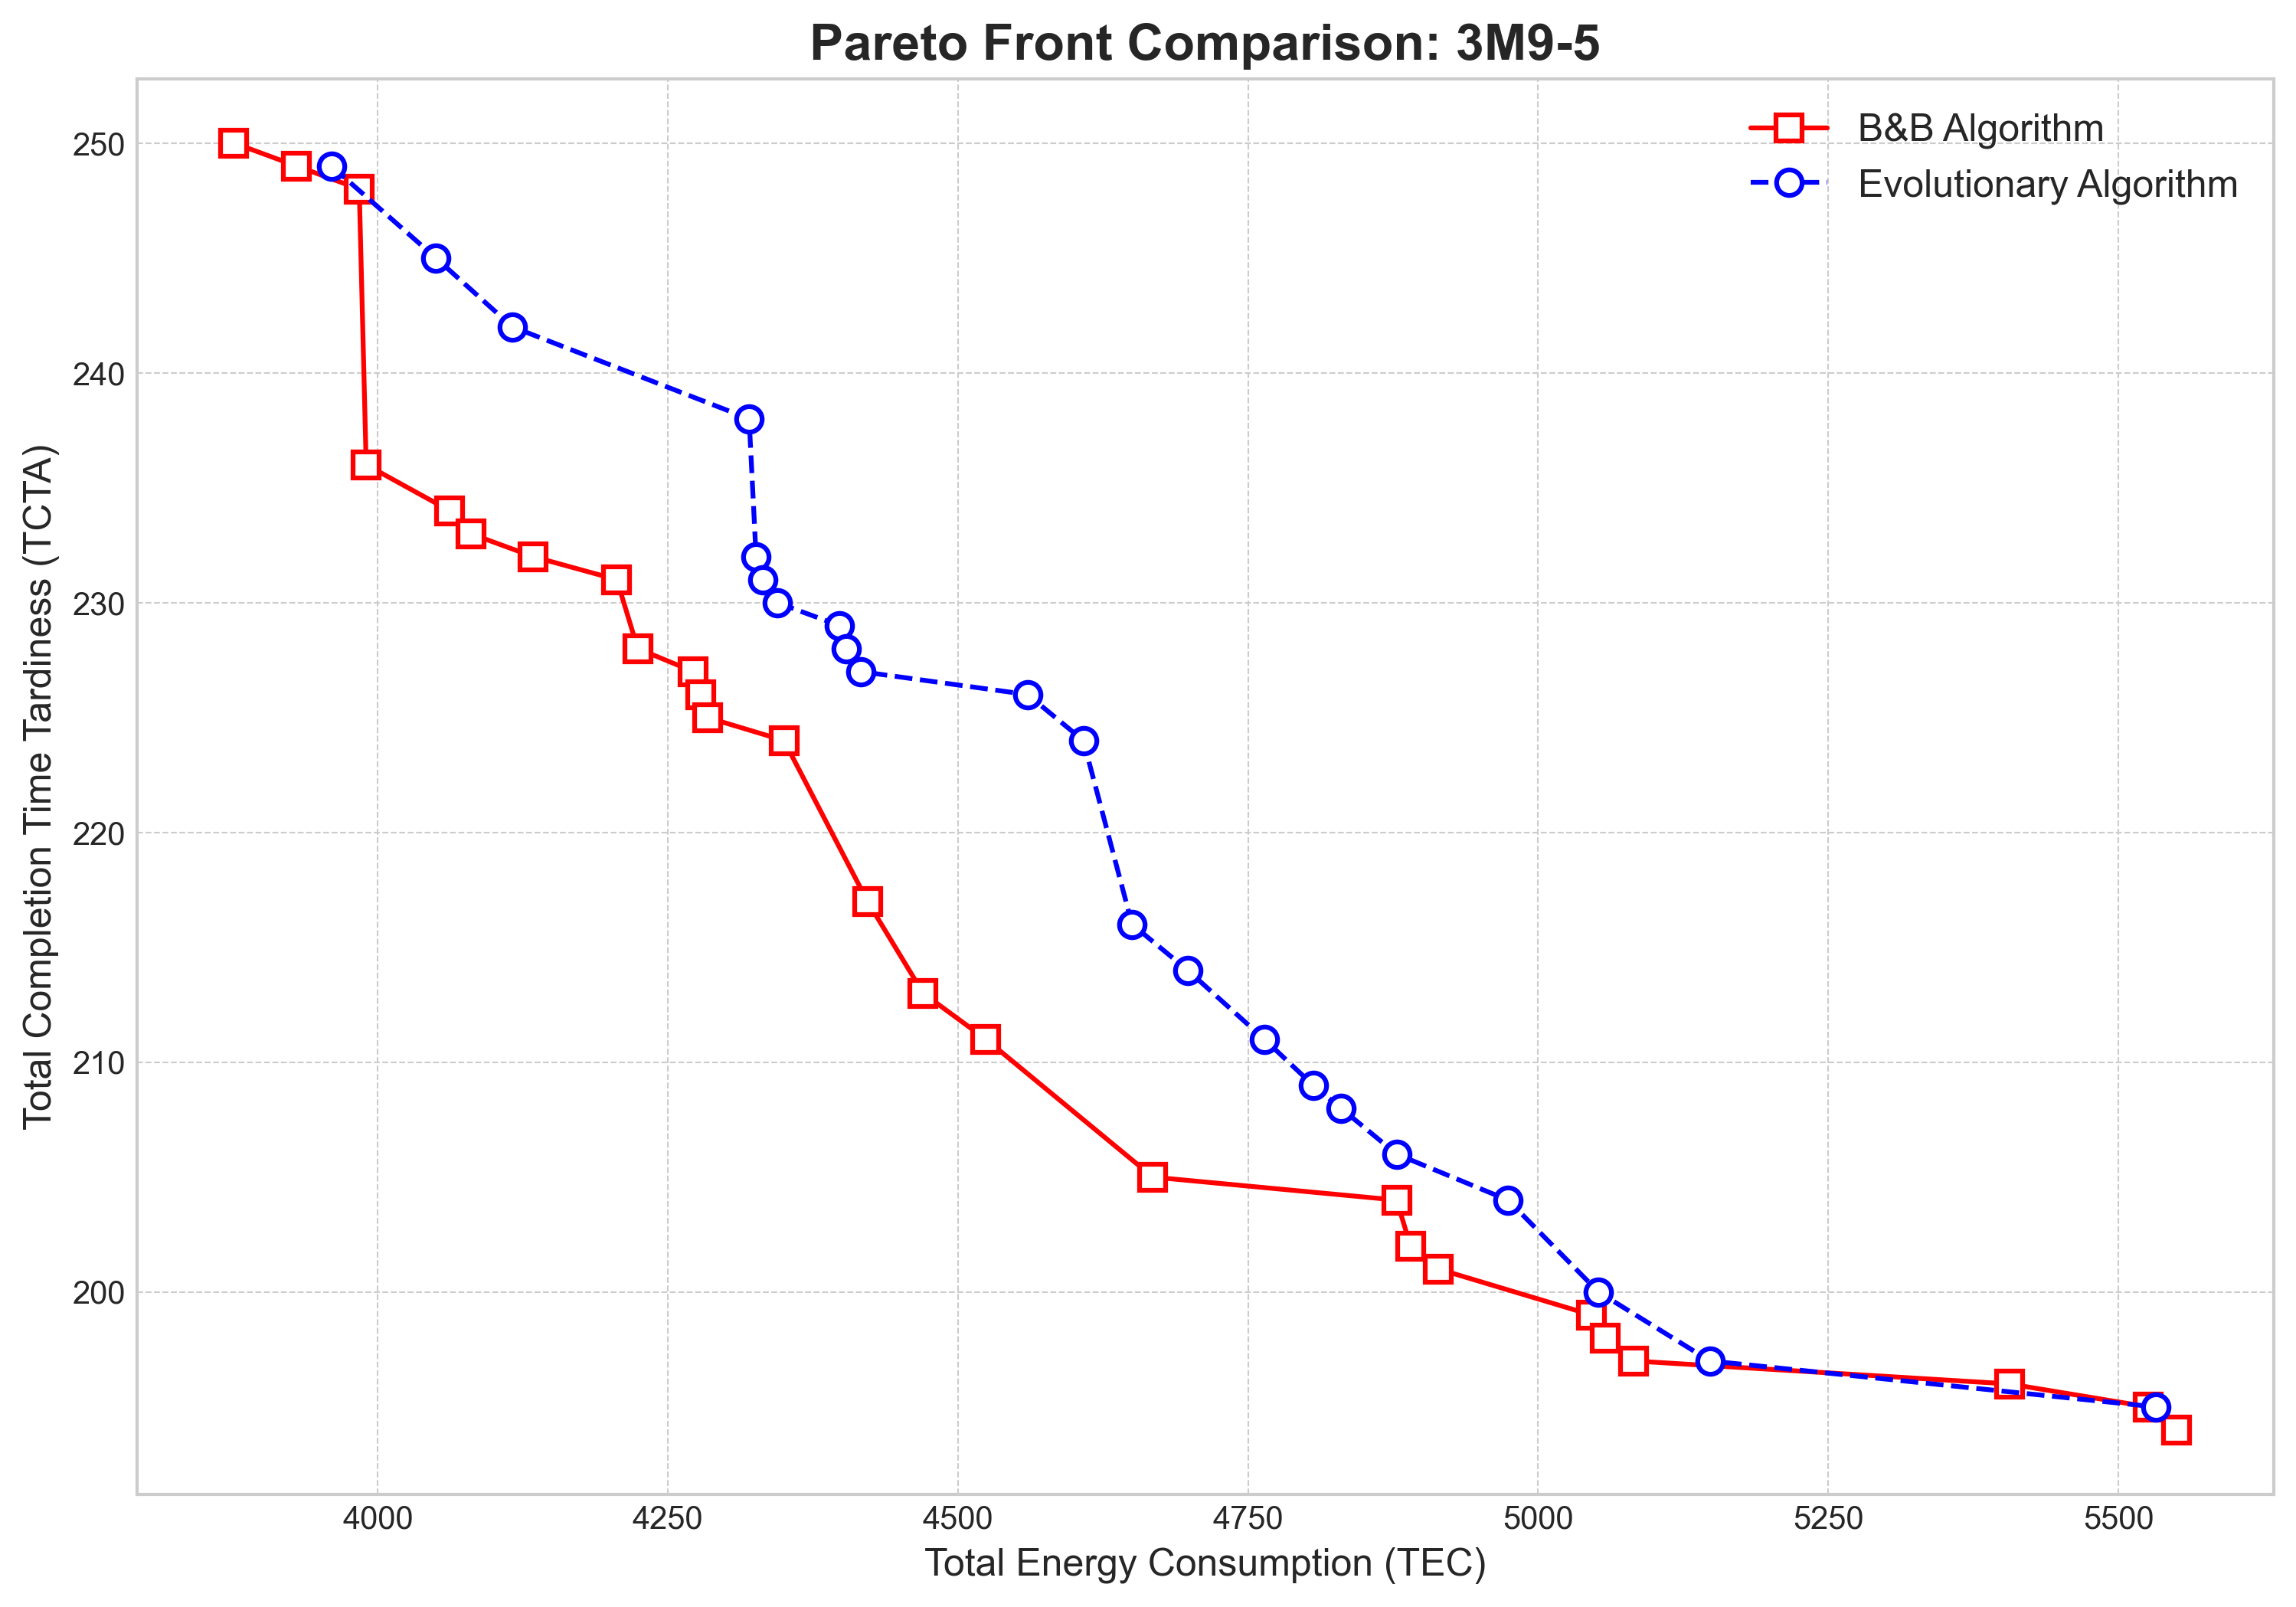 Pareto Front Comparison: 3M9-5
B&B Algorithm
Evolutionary Algorithm
Total Completion Time Tardiness (TCTA)
250
240
230
220
210
200
4000 4250 4500 4750 5000 5250 5500
Total Energy Consumption (TEC)